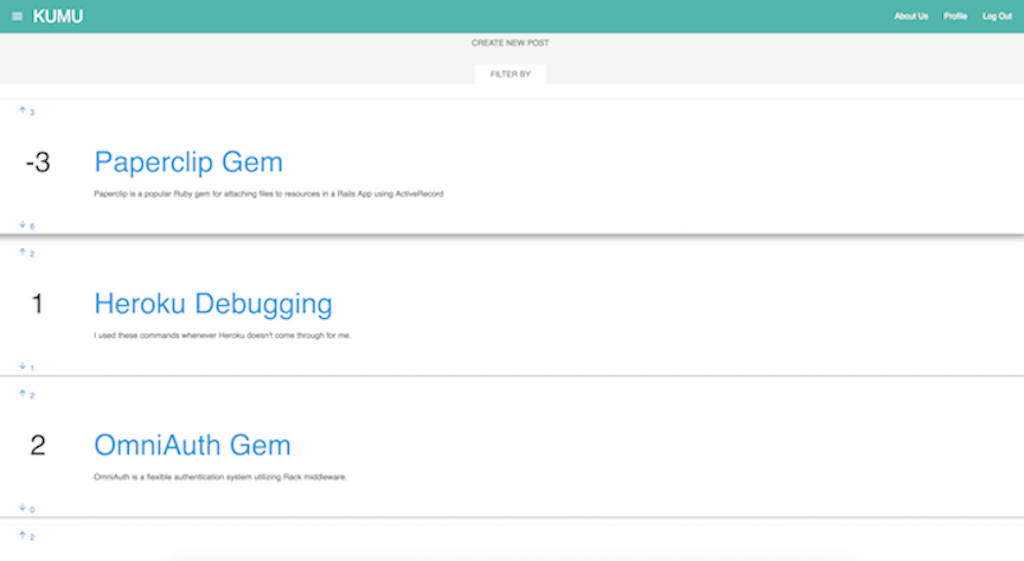 KUMU
About Us Profile Log Out
CREATE NEW POST
FILTER BY
3
-3
Paperclip Gem
Paperclip is a popular Ruby gem for attaching files to resources in a Rails App using ActiveRecord
6
2
1
Heroku Debugging
I used these commands whenever Heroku doesn't come through for me.
1
2
2
OmniAuth Gem
OmniAuth is a flexible authentication system utilizing Rack middleware.
0
2